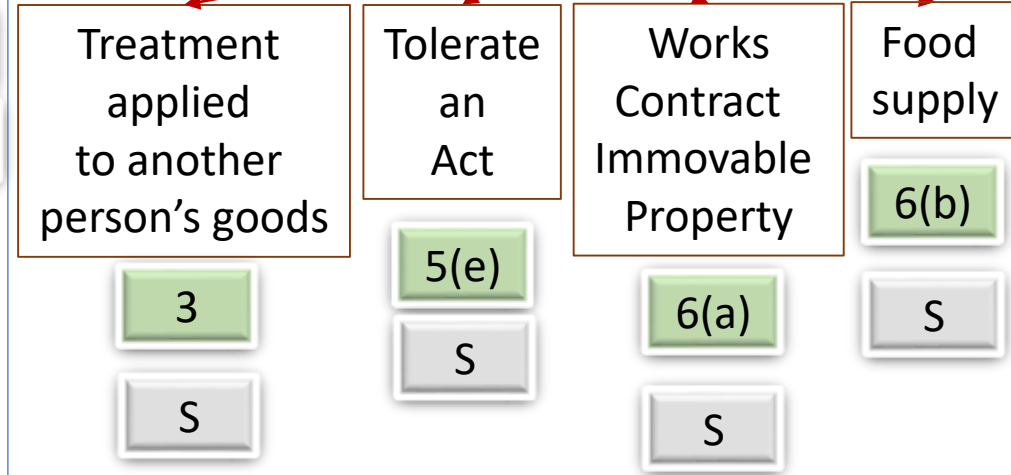 Treatment
applied
to another
person's goods
3
S
Tolerate
an
Act
5(e)
S
Works
Contract
Immovable
Property
6(a)
S
Food
supply
6(b)
S